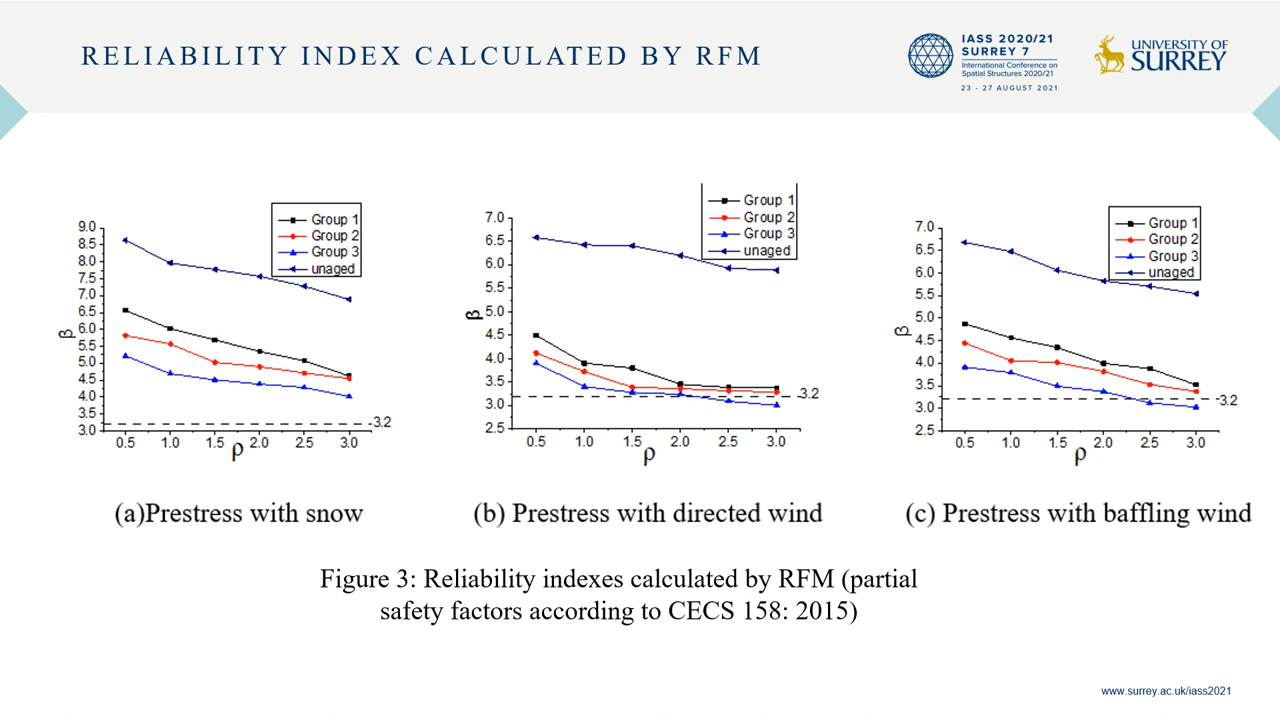 RELIABILITY INDEX CALCULATED BY RFM
IASS 2020/21
SURREY 7
International Conference on
Spatial Structures 2020/21
23 - 27 AUGUST 2021
UNIVERSITY OF
SURREY
Group 1
Group 2
Group 3
unaged
9.0
8.5
8.0
7.5
7.0
6.5
6.0
5.5
5.0
4.5
4.0
3.5
3.0
β
3.2
0.5 1.0 1.5 2.0 2.5 3.0
ρ
(a)Prestress with snow
Group 1
Group 2
Group 3
unaged
7.0
6.5
6.0
5.5
5.0
4.5
4.0
3.5
3.0
2.5
β
3.2
0.5 1.0 1.5 2.0 2.5 3.0
ρ
(b) Prestress with directed wind
Group 1
Group 2
Group 3
unaged
7.0
6.5
6.0
5.5
5.0
4.5
4.0
3.5
3.0
2.5
β
3.2
0.5 1.0 1.5 2.0 2.5 3.0
ρ
(c) Prestress with baffling wind
Figure 3: Reliability indexes calculated by RFM (partial
safety factors according to CECS 158: 2015)
www.surrey.ac.uk/iass2021